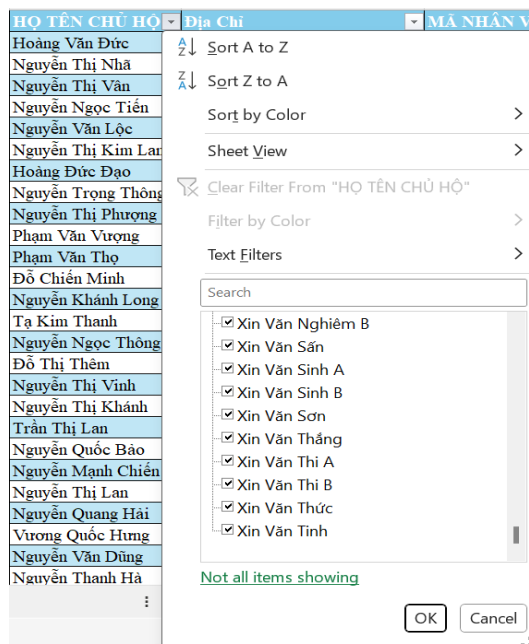 HỌ TÊN CHỦ HỘ Địa Chỉ MÃ NHÂN V
Hoàng Văn Đức
Nguyễn Thị Nhã
Nguyễn Thị Vân
Nguyễn Ngọc Tiến
Nguyễn Văn Lộc
Nguyễn Thị Kim Lan
Hoàng Đức Đạo
Nguyễn Trọng Thông
Nguyễn Thị Phượng
Phạm Văn Vượng
Phạm Văn Thọ
Đỗ Chiến Minh
Nguyễn Khánh Long
Tạ Kim Thanh
Nguyễn Ngọc Thông
Đỗ Thị Thêm
Nguyễn Thị Vinh
Nguyễn Thị Khánh
Trần Thị Lan
Nguyễn Quốc Bảo
Nguyễn Mạnh Chiến
Nguyễn Thị Lan
Nguyễn Quang Hải
Vương Quốc Hưng
Nguyễn Văn Dũng
Nguyễn Thanh Hà
Sort A to Z
Sort Z to A
Sort by Color
Sheet View
Clear Filter From "HỌ TÊN CHỦ HỘ"
Filter by Color
Text Filters
Search
Xin Văn Nghiêm B
Xin Văn Sấn
Xin Văn Sinh A
Xin Văn Sinh B
Xin Văn Sơn
Xin Văn Thắng
Xin Văn Thi A
Xin Văn Thi B
Xin Văn Thức
Xin Văn Tinh
Not all items showing
OK Cancel